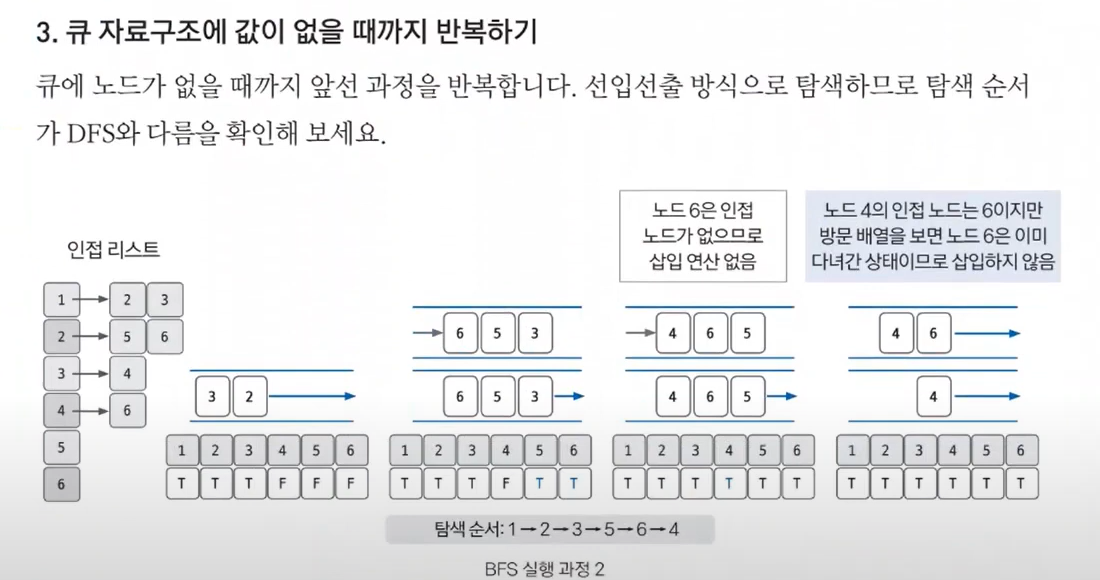 3. 큐 자료구조에 값이 없을 때까지 반복하기
큐에 노드가 없을 때까지 앞선 과정을 반복합니다. 선입선출 방식으로 탐색하므로 탐색 순서
가 DFS와 다름을 확인해 보세요.
노드 6은 인접
노드가 없으므로
삽입 연산 없음
노드 4의 인접 노드는 6이지만
방문 배열을 보면 노드 6은 이미
다녀간 상태이므로 삽입하지 않음
인접 리스트
1 → 2 3
2 → 5 6
3 → 4
4 → 6
5
6
3 2 →
1 2 3 4 5 6
T T T F F F
→ 6 5 3
6 5 3 →
1 2 3 4 5 6
T T T F T T
→ 4 6 5
4 6 5 →
1 2 3 4 5 6
T T T T T T
4 6 →
4 →
1 2 3 4 5 6
T T T T T T
탐색 순서: 1→2→3→5→6→4
BFS 실행 과정 2